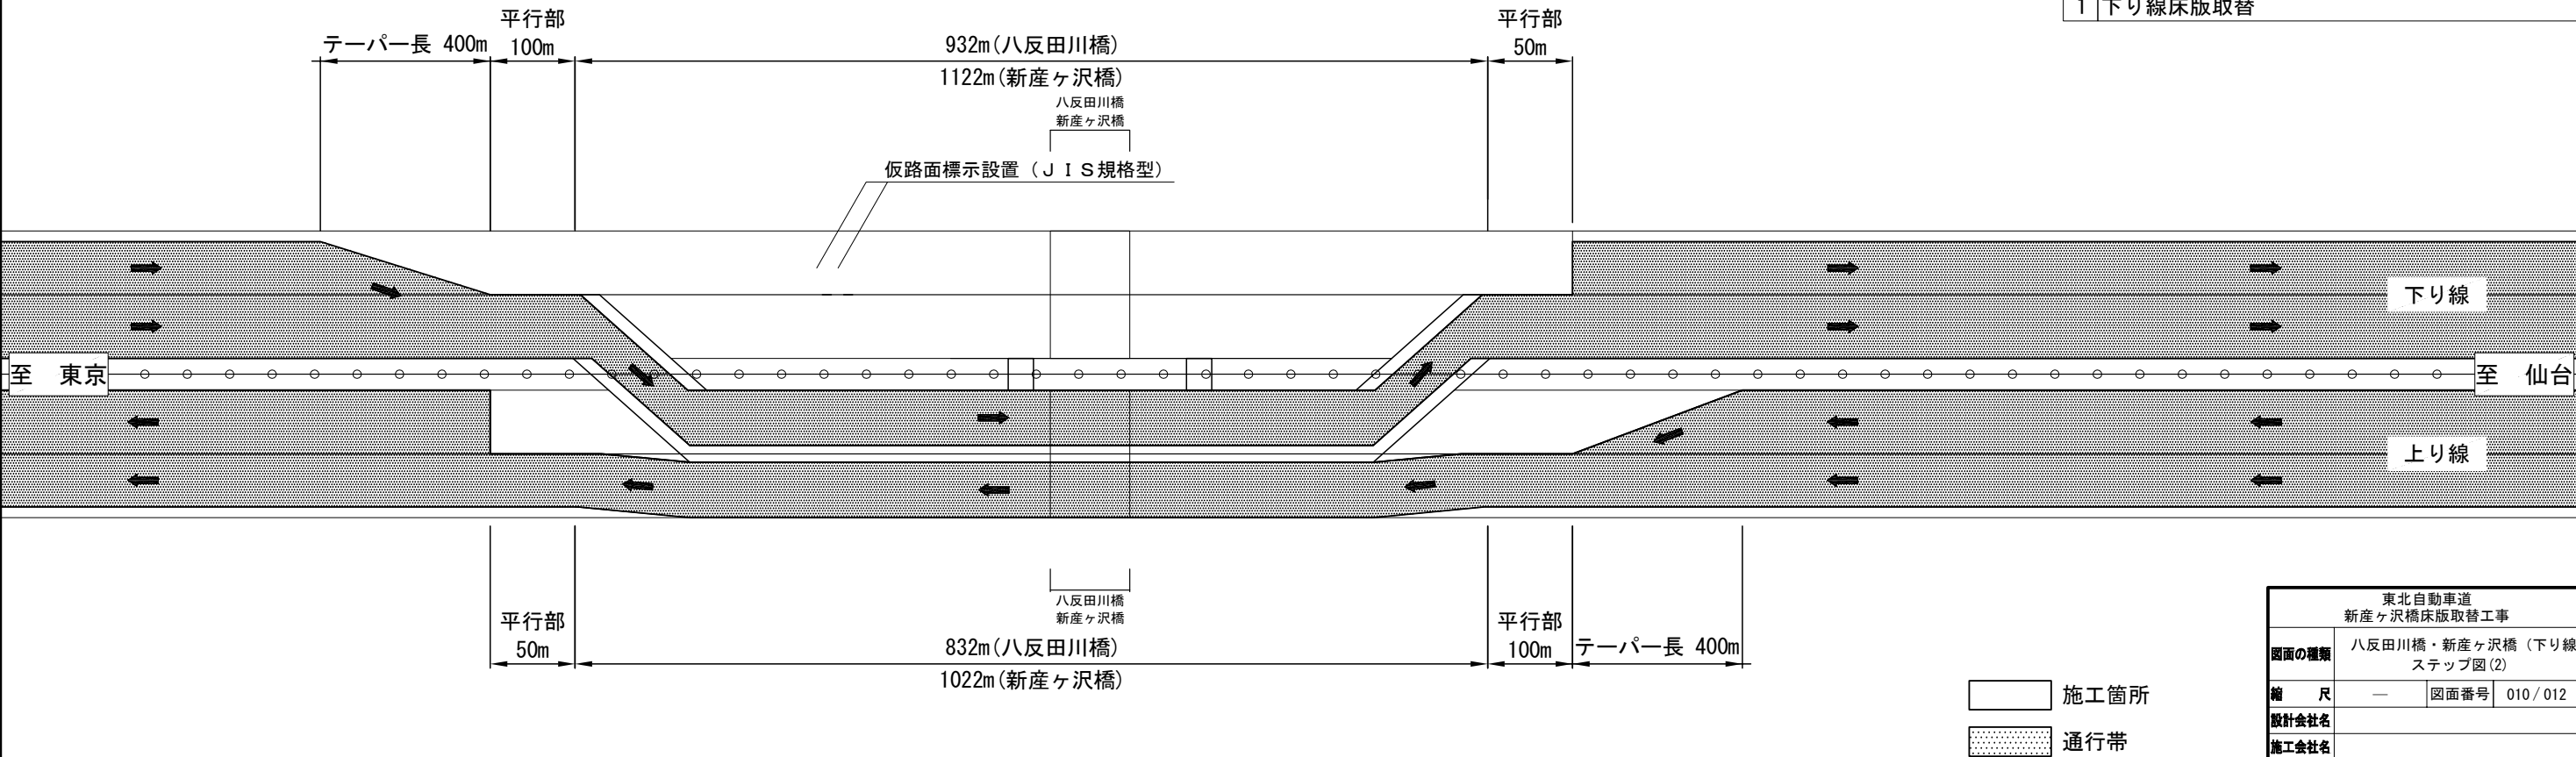 1 下り線床版取替
平行部
100m
テーパー長 400m
932m(八反田川橋)
1122m(新産ヶ沢橋)
平行部
50m
八反田川橋
新産ヶ沢橋
仮路面標示設置(JIS規格型)
下り線
至 東京
至 仙台
上り線
八反田川橋
新産ヶ沢橋
平行部
50m
832m(八反田川橋)
1022m(新産ヶ沢橋)
平行部
100m
テーパー長 400m
施工箇所
通行帯
東北自動車道
新産ヶ沢橋床版取替工事
図面の種類 八反田川橋・新産ヶ沢橋(下り線
ステップ図(2)
縮 尺 — 図面番号 010/012
設計会社名
施工会社名